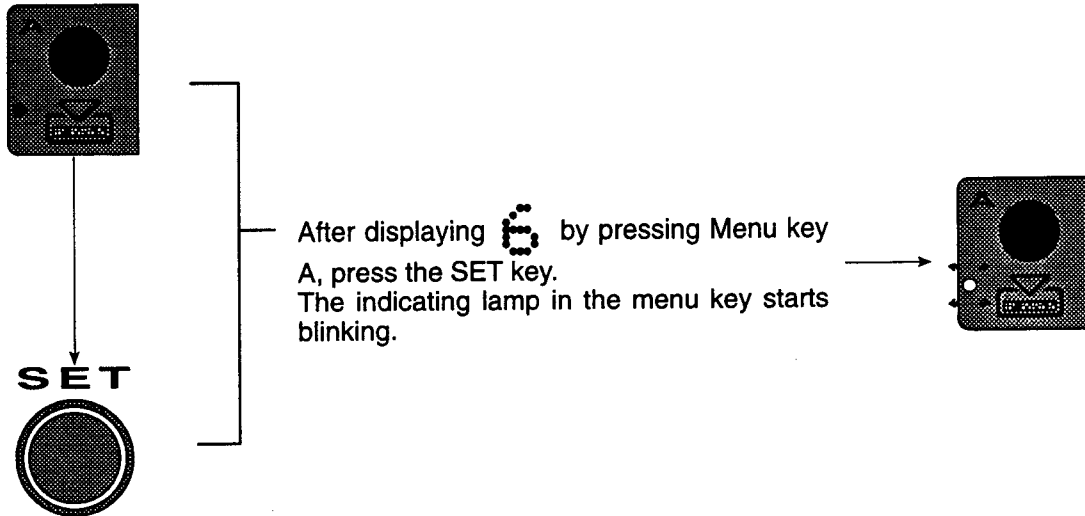 A
After displaying 6 by pressing Menu key
A, press the SET key.
The indicating lamp in the menu key starts
blinking.
A
SET